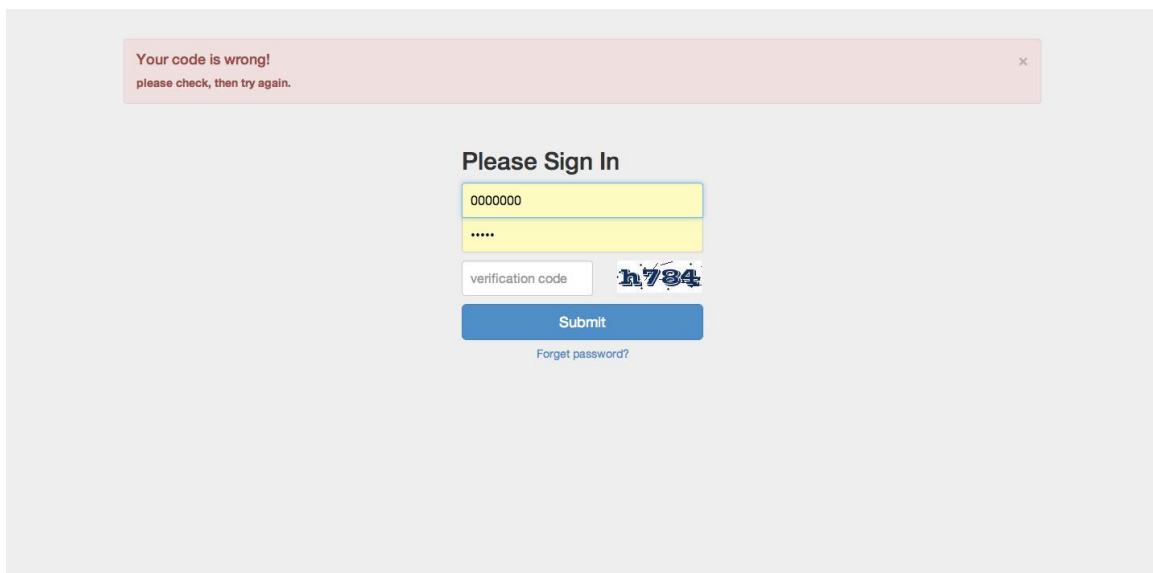 Your code is wrong!
×
please check, then try again.
Please Sign In
0000000
•••••
verification code
h784
Submit
Forget password?